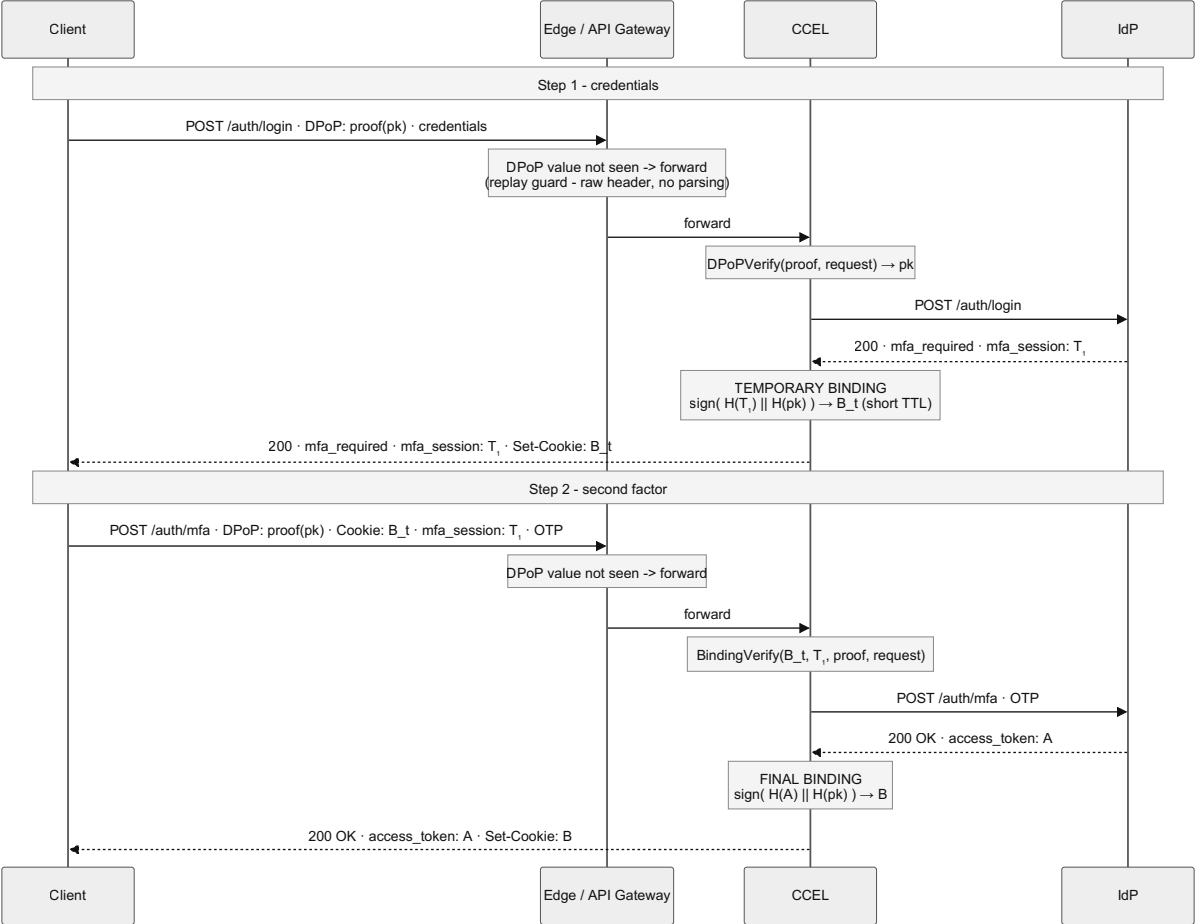 Client
Edge / API Gateway
CCEL
IdP
Step 1 - credentials
POST /auth/login · DPoP: proof(pk) · credentials
DPoP value not seen -> forward
(replay guard - raw header, no parsing)
forward
DPoPVerify(proof, request) → pk
POST /auth/login
200 · mfa_required · mfa_session: T₁
TEMPORARY BINDING
sign( H(T₁) || H(pk) ) → B_t (short TTL)
200 · mfa_required · mfa_session: T₁ · Set-Cookie: B_t
Step 2 - second factor
POST /auth/mfa · DPoP: proof(pk) · Cookie: B_t · mfa_session: T₁ · OTP
DPoP value not seen -> forward
forward
BindingVerify(B_t, T₁, proof, request)
POST /auth/mfa · OTP
200 OK · access_token: A
FINAL BINDING
sign( H(A) || H(pk) ) → B
200 OK · access_token: A · Set-Cookie: B
Client
Edge / API Gateway
CCEL
IdP